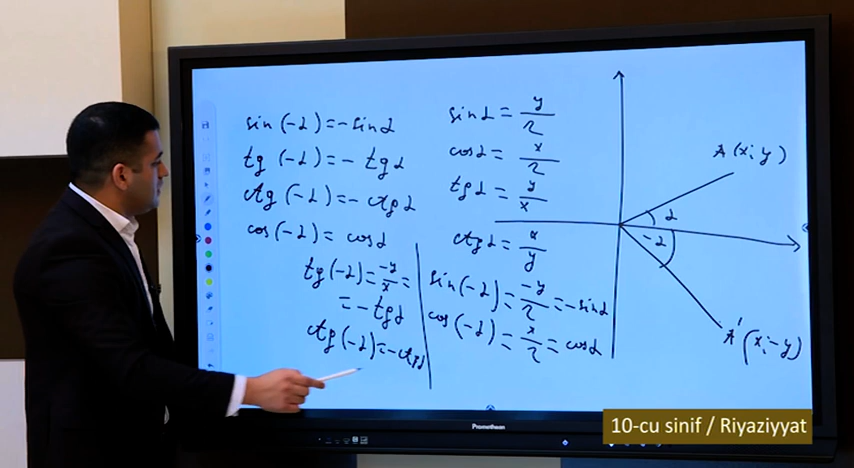 sin(-α)=-sinα
tg(-α)=-tgα
ctg(-α)=-ctgα
cos(-α)=cosα
tg(-α)=-y/x=
=-tgα
ctg(-α)=-ctgα
sinα=y/r
cosα=x/r
tgα=y/x
ctgα=x/y
sin(-α)=-y/r=-sinα
cos(-α)=x/r=cosα
A(x;y)
α
-α
A'(x;-y)
Promethean
10-cu sinif / Riyaziyyat